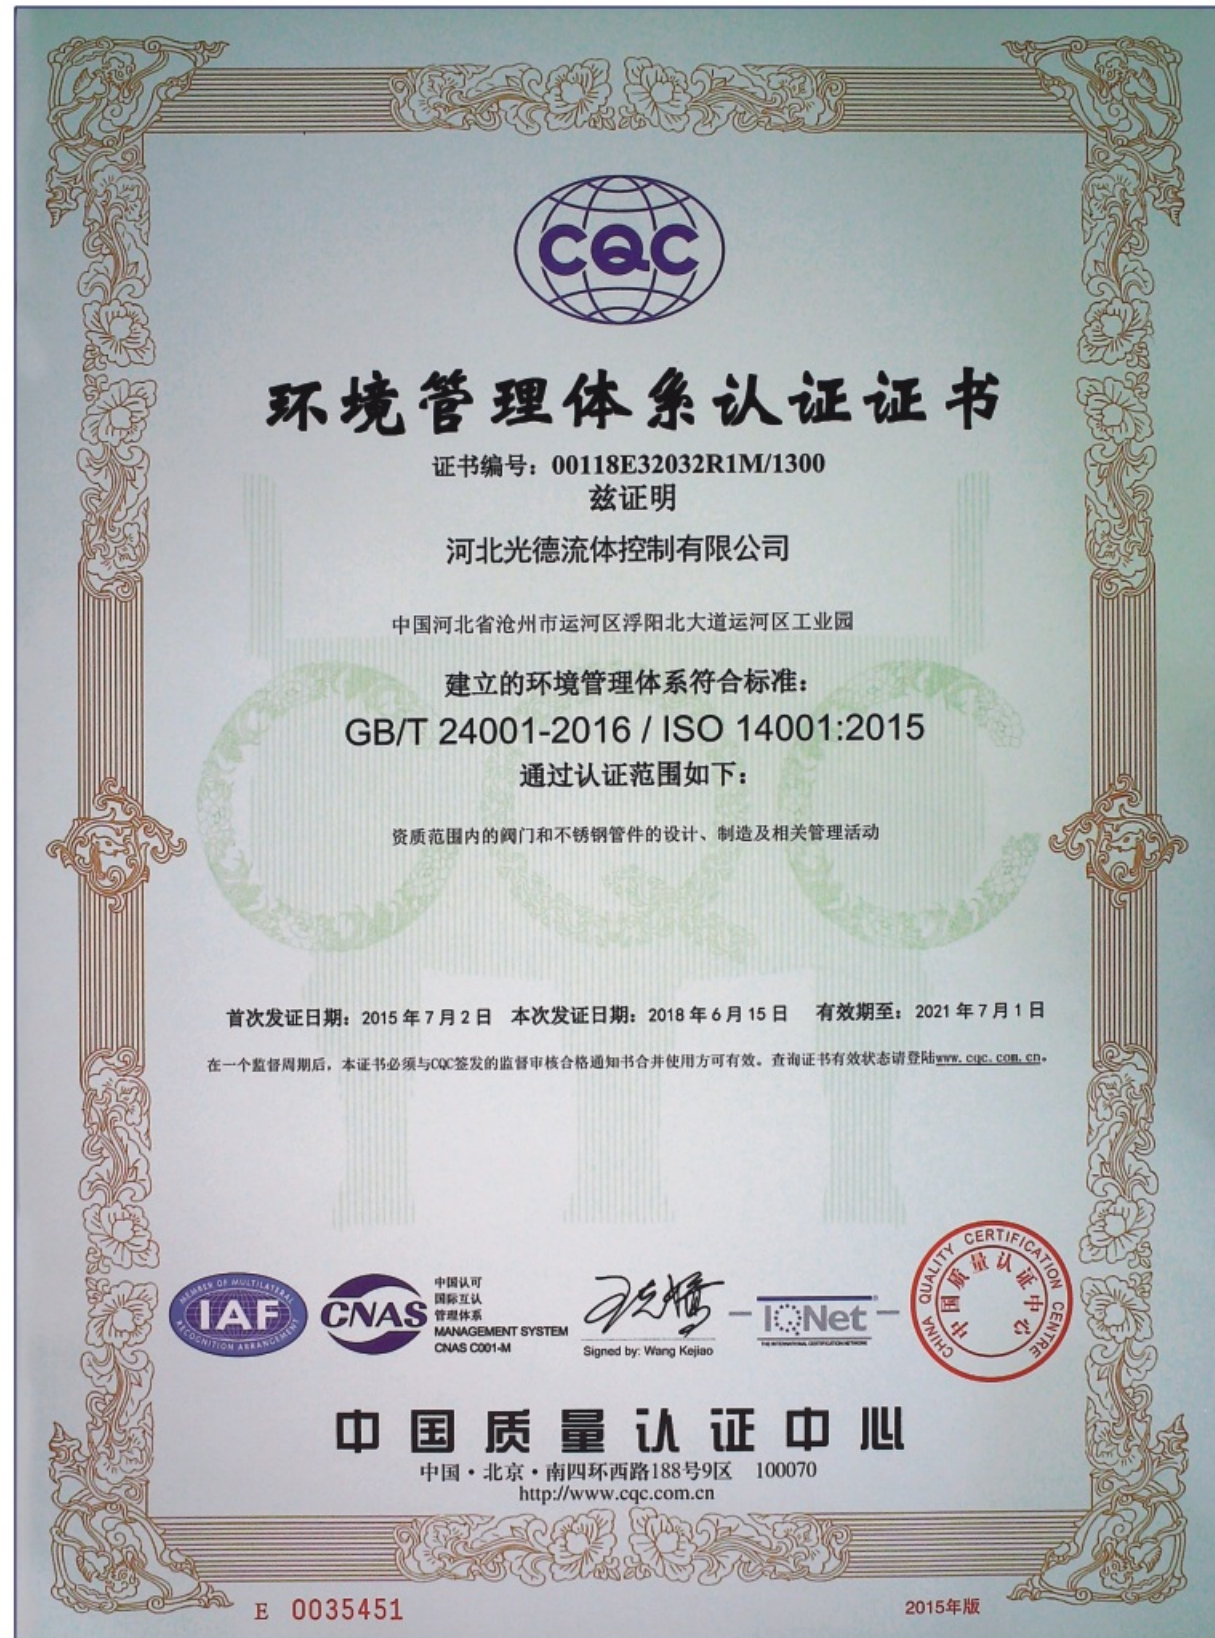 CQC
环境管理体系认证证书
证书编号：00118E32032R1M/1300
兹证明
河北光德流体控制有限公司
中国河北省沧州市运河区浮阳北大道运河区工业园
建立的环境管理体系符合标准：
GB/T 24001-2016 / ISO 14001:2015
通过认证范围如下：
资质范围内的阀门和不锈钢管件的设计、制造及相关管理活动
首次发证日期：2015 年 7 月 2 日 本次发证日期：2018 年 6 月 15 日 有效期至：2021 年 7 月 1 日
在一个监督周期后，本证书必须与CQC签发的监督审核合格通知书合并使用方可有效。查询证书有效状态请登陆www.cqc.com.cn。
MEMBER OF MULTILATERAL
IAF
RECOGNITION ARRANGEMENT
CNAS
中国认可
国际互认
管理体系
MANAGEMENT SYSTEM
CNAS C001-M
Signed by: Wang Kejiao
IQNet
THE INTERNATIONAL CERTIFICATION NETWORK
CHINA QUALITY CERTIFICATION CENTRE
中国质量认证中心
中国质量认证中心
中国·北京·南四环西路188号9区 100070
http://www.cqc.com.cn
E 0035451
2015年版